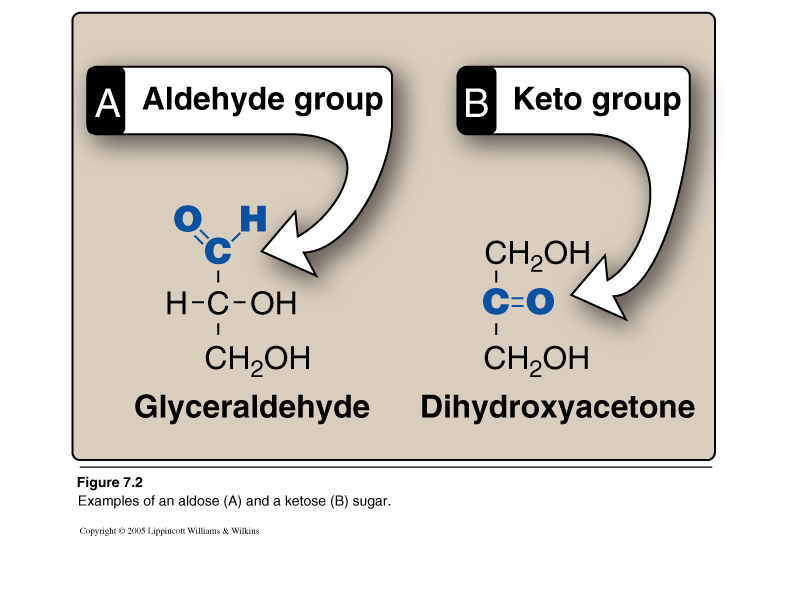 A Aldehyde group
O H
C
H–C–OH
CH2OH
Glyceraldehyde
B Keto group
CH2OH
C=O
CH2OH
Dihydroxyacetone
Figure 7.2
Examples of an aldose (A) and a ketose (B) sugar.
Copyright © 2005 Lippincott Williams & Wilkins